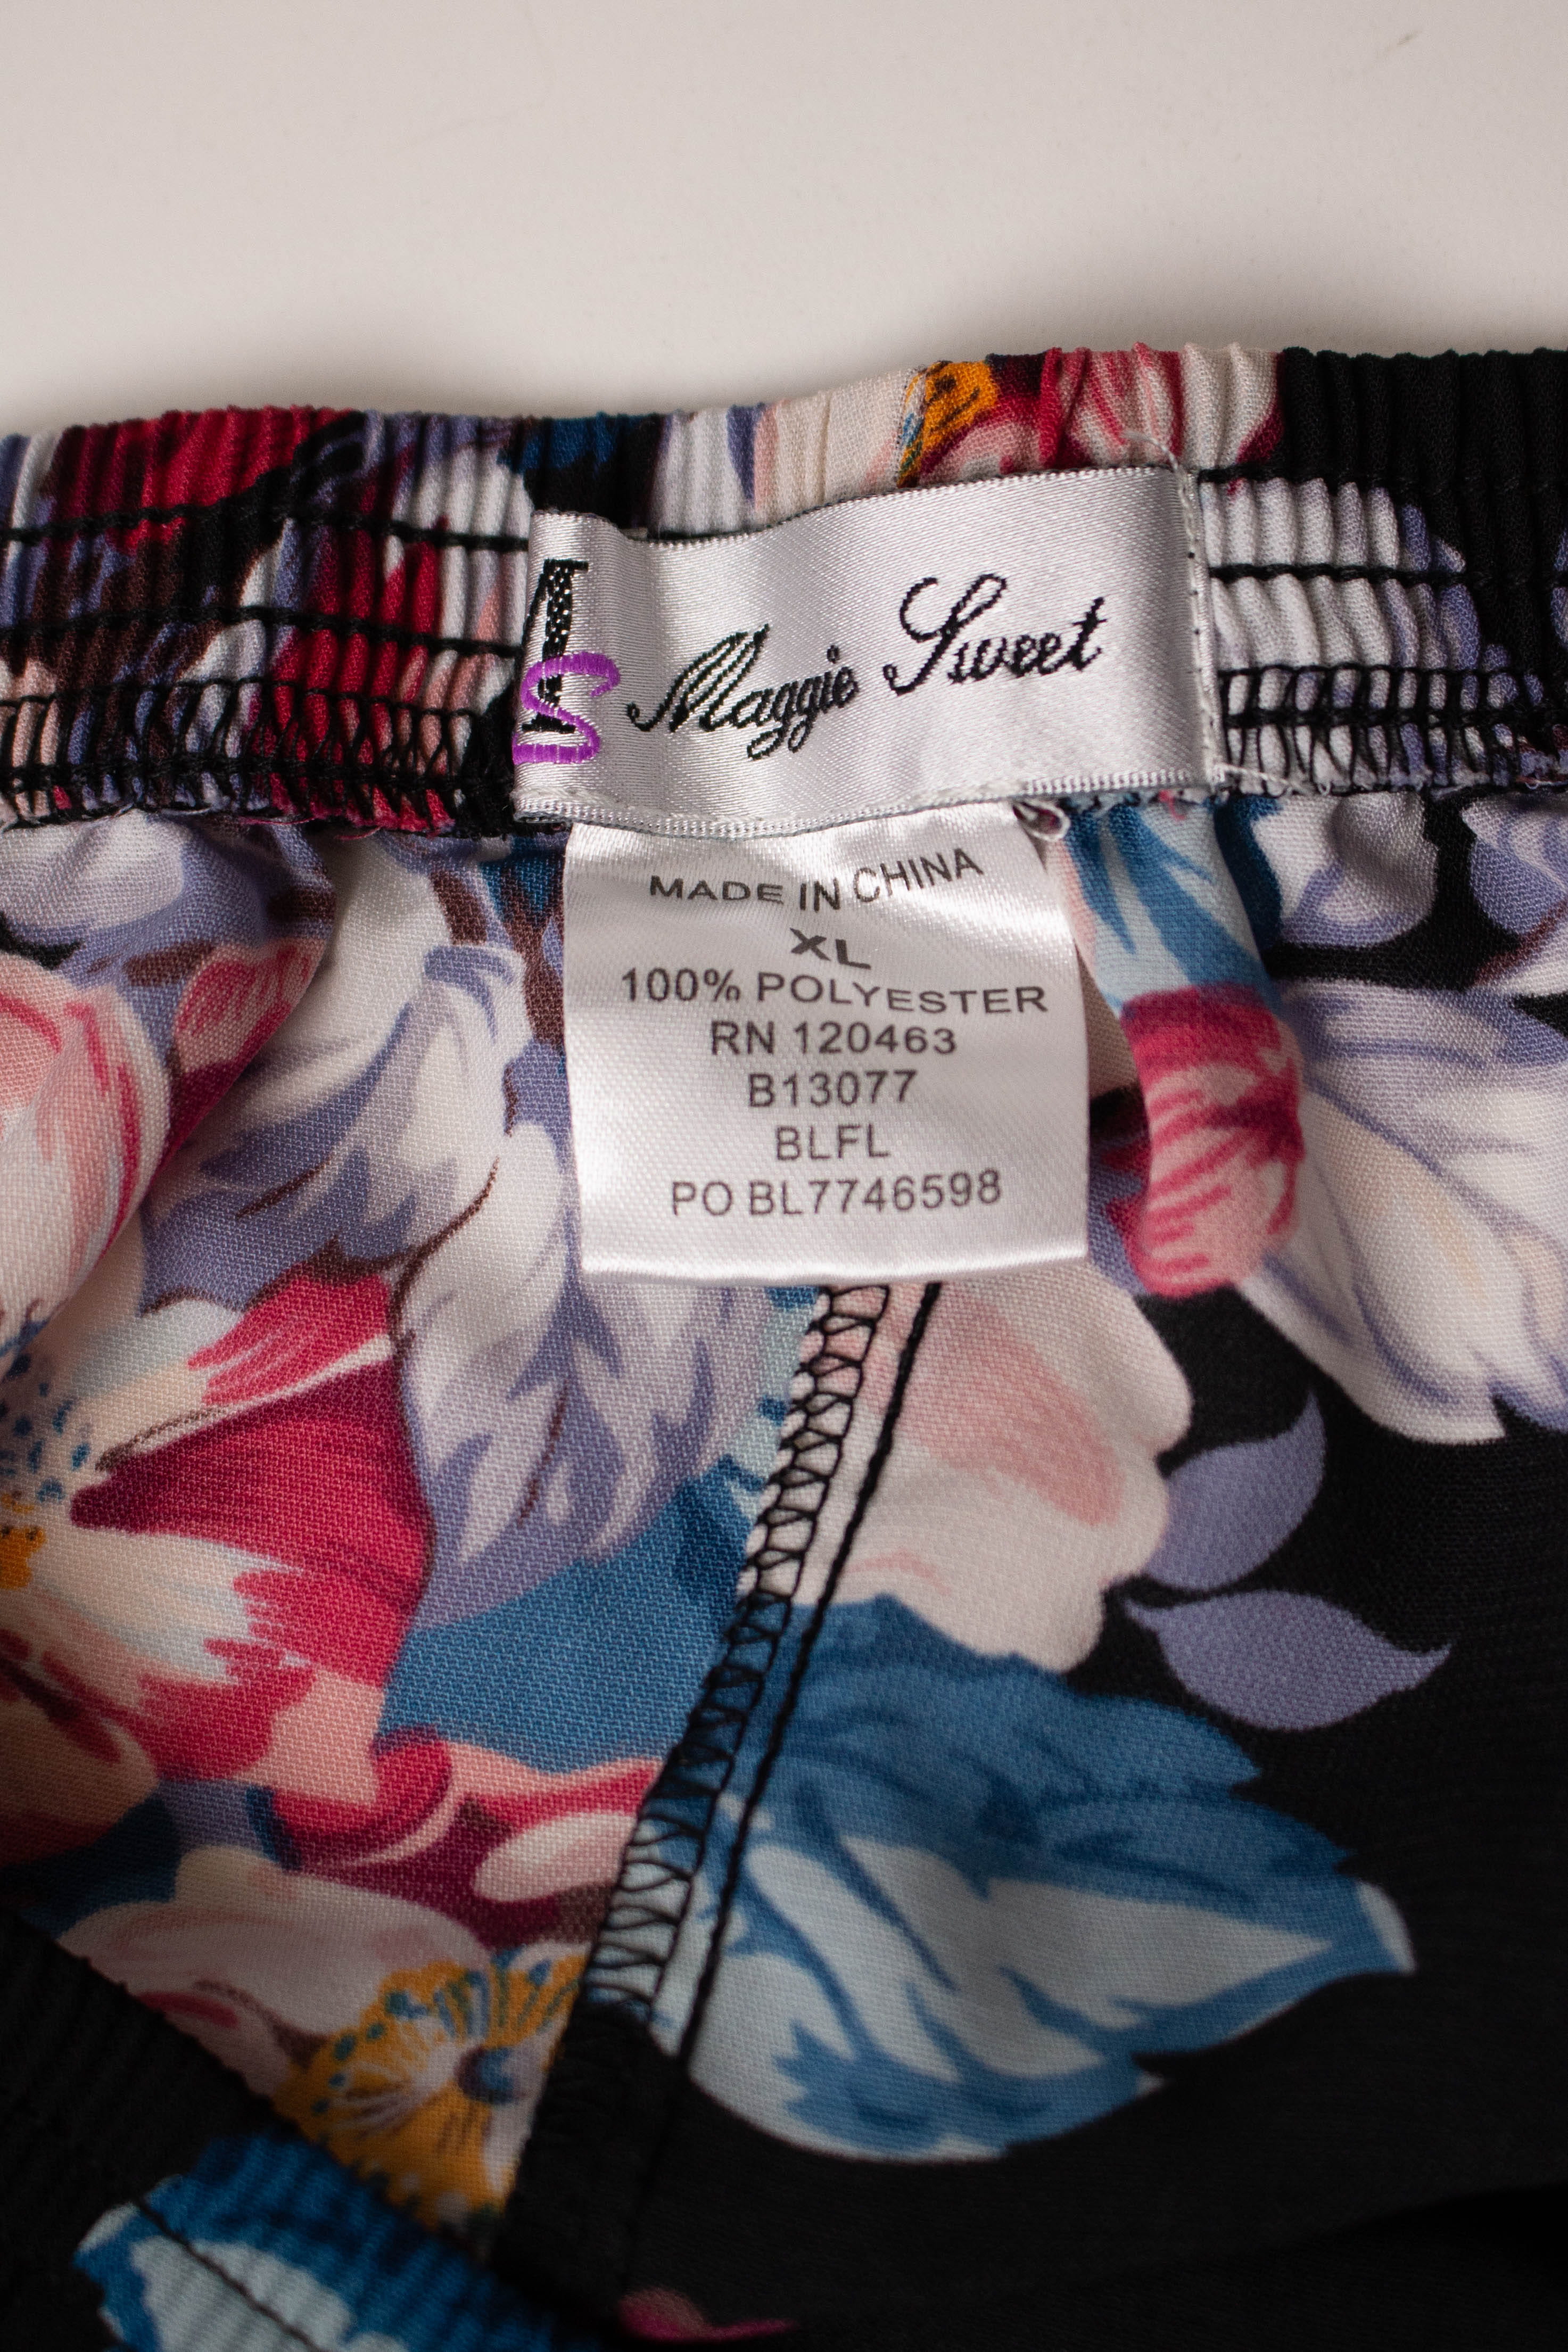 MS Maggie Sweet
MADE IN CHINA
XL
100% POLYESTER
RN 120463
B13077
BLFL
PO BL7746598